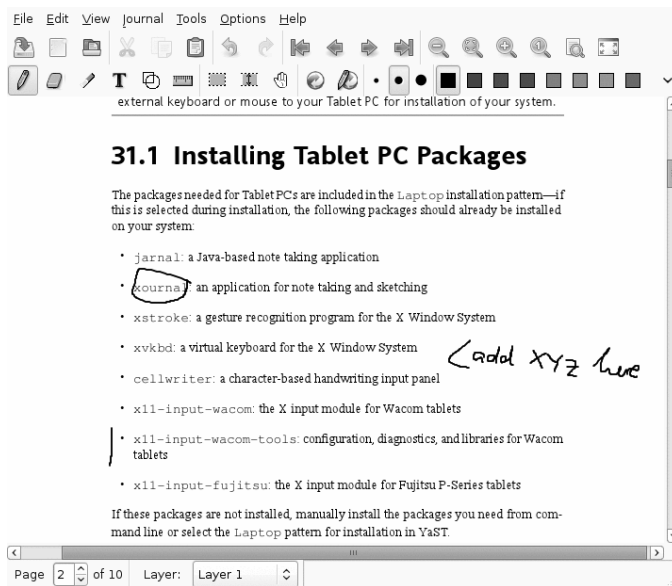 File Edit View Journal Tools Options Help
T
external keyboard or mouse to your Tablet PC for installation of your system.
31.1 Installing Tablet PC Packages
The packages needed for Tablet PCs are included in the Laptop installation pattern—if
this is selected during installation, the following packages should already be installed
on your system:
• jarnal: a Java-based note taking application
• xournal: an application for note taking and sketching
• xstroke: a gesture recognition program for the X Window System
• xvkbd: a virtual keyboard for the X Window System
<add XYZ here
• cellwriter: a character-based handwriting input panel
• x11-input-wacom: the X input module for Wacom tablets
• x11-input-wacom-tools: configuration, diagnostics, and libraries for Wacom
tablets
• x11-input-fujitsu: the X input module for Fujitsu P-Series tablets
If these packages are not installed, manually install the packages you need from com-
mand line or select the Laptop pattern for installation in YaST.
Page 2 of 10 Layer: Layer 1